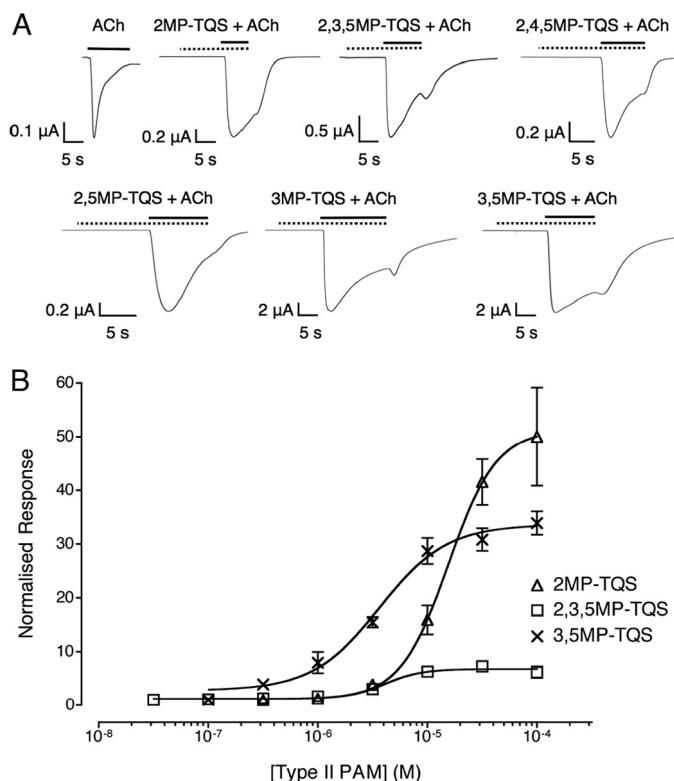 A
ACh
2MP-TQS + ACh
2,3,5MP-TQS + ACh
2,4,5MP-TQS + ACh
0.1 µA
5 s
0.2 µA
5 s
0.5 µA
5 s
0.2 µA
5 s
2,5MP-TQS + ACh
3MP-TQS + ACh
3,5MP-TQS + ACh
0.2 µA
5 s
2 µA
5 s
2 µA
5 s
B
Normalised Response
60
50
40
30
20
10
0
2MP-TQS
2,3,5MP-TQS
3,5MP-TQS
10-8
10-7
10-6
10-5
10-4
[Type II PAM] (M)